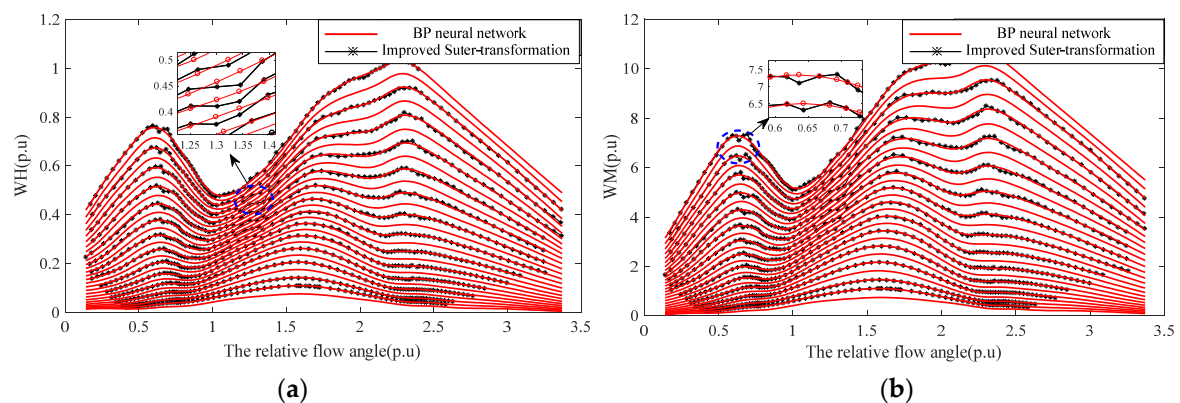 1.2
1
0.8
0.6
0.4
0.2
0
WH(p.u)
BP neural network
Improved Suter-transformation
0.5
0.45
0.4
1.25 1.3 1.35 1.4
0 0.5 1 1.5 2 2.5 3 3.5
The relative flow angle(p.u)
(a)
12
10
8
6
4
2
0
WM(p.u)
BP neural network
Improved Suter-transformation
7.5
7
6.5
0.6 0.65 0.7
0 0.5 1 1.5 2 2.5 3 3.5
The relative flow angle(p.u)
(b)